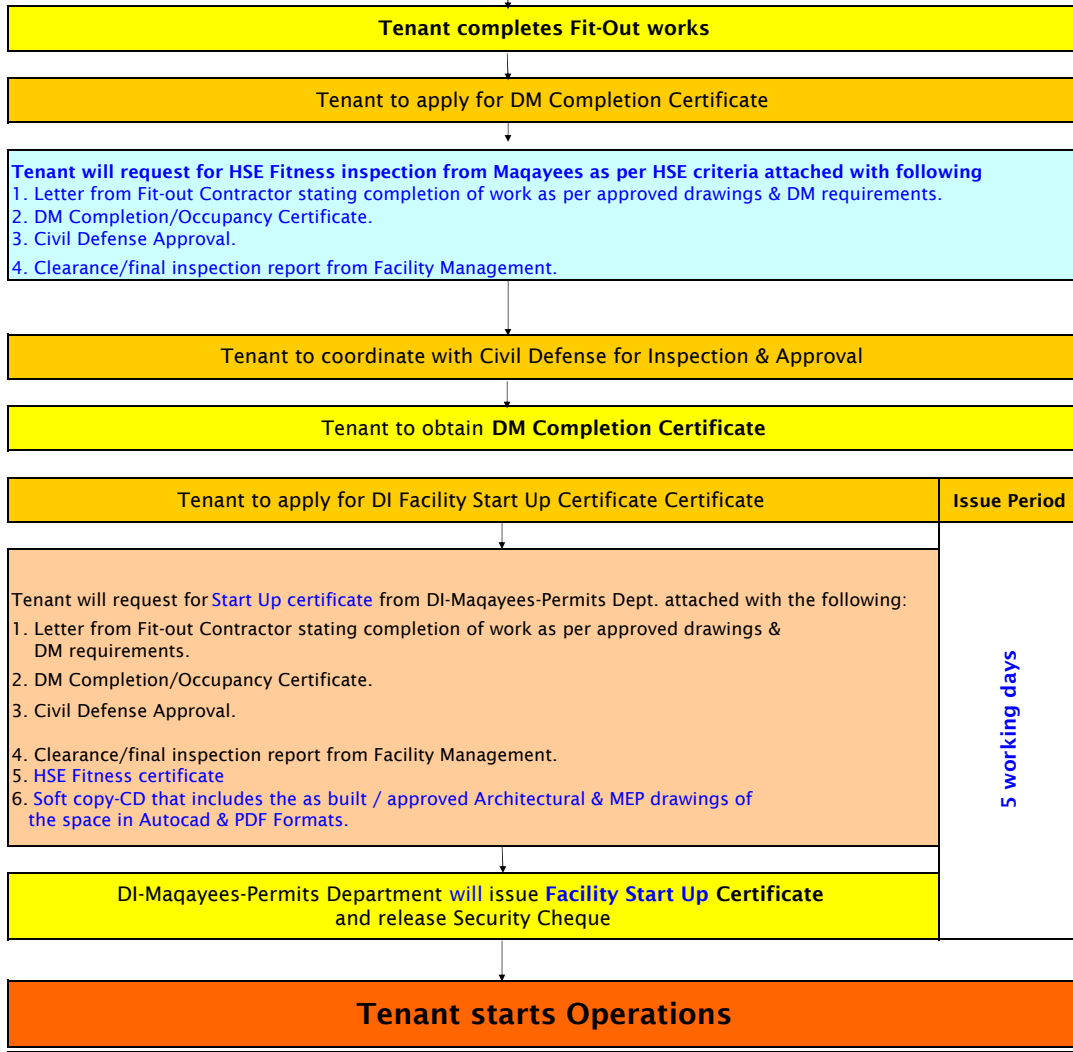 Tenant completes Fit-Out works
Tenant to apply for DM Completion Certificate
Tenant will request for HSE Fitness inspection from Maqayees as per HSE criteria attached with following
1. Letter from Fit-out Contractor stating completion of work as per approved drawings & DM requirements.
2. DM Completion/Occupancy Certificate.
3. Civil Defense Approval.
4. Clearance/final inspection report from Facility Management.
Tenant to coordinate with Civil Defense for Inspection & Approval
Tenant to obtain DM Completion Certificate
Tenant to apply for DI Facility Start Up Certificate Certificate
Issue Period
Tenant will request for Start Up certificate from DI-Maqayees-Permits Dept. attached with the following:
1. Letter from Fit-out Contractor stating completion of work as per approved drawings &
DM requirements.
2. DM Completion/Occupancy Certificate.
3. Civil Defense Approval.
4. Clearance/final inspection report from Facility Management.
5. HSE Fitness certificate
6. Soft copy-CD that includes the as built / approved Architectural & MEP drawings of
the space in Autocad & PDF Formats.
5 working days
DI-Maqayees-Permits Department will issue Facility Start Up Certificate
and release Security Cheque
Tenant starts Operations